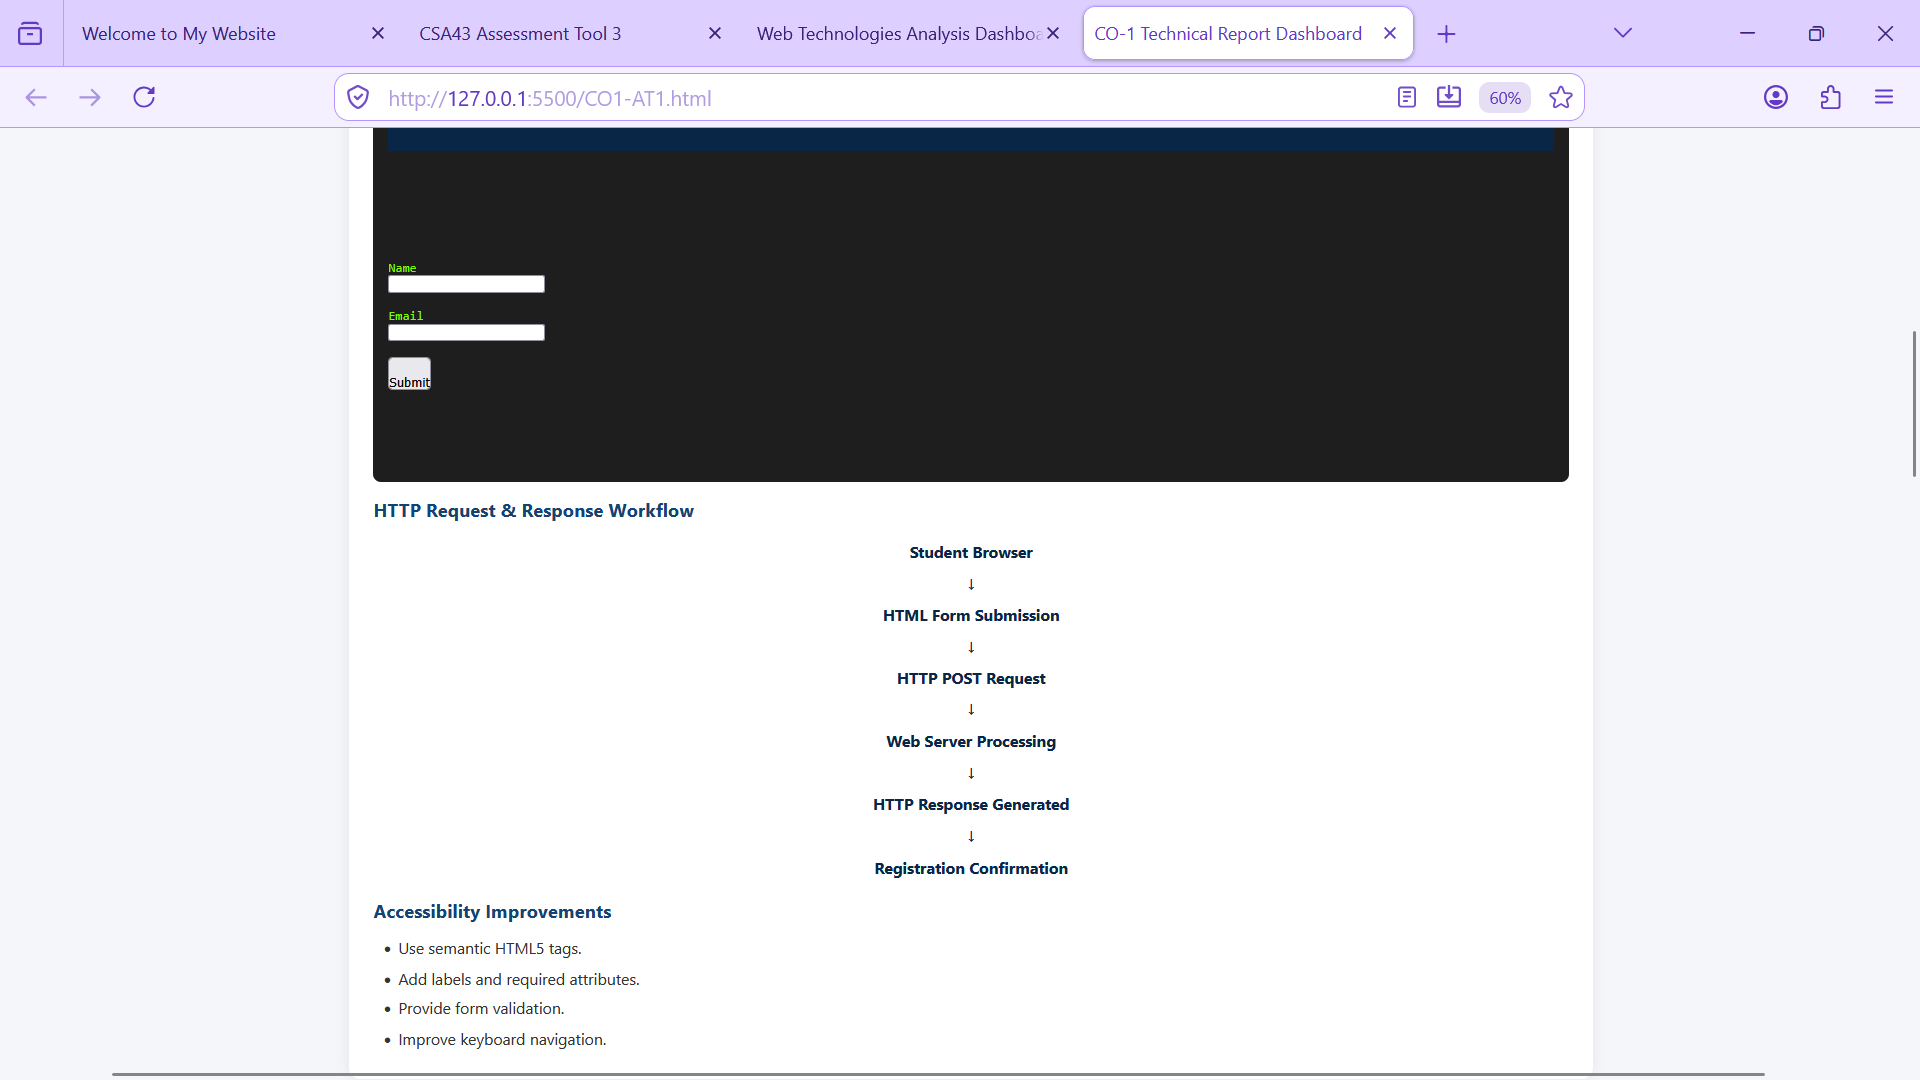 Welcome to My Website
CSA43 Assessment Tool 3
Web Technologies Analysis Dashboa
CO-1 Technical Report Dashboard
http://127.0.0.1:5500/CO1-AT1.html
60%
Name
Email
Submit
HTTP Request & Response Workflow
Student Browser
↓
HTML Form Submission
↓
HTTP POST Request
↓
Web Server Processing
↓
HTTP Response Generated
↓
Registration Confirmation
Accessibility Improvements
• Use semantic HTML5 tags.
• Add labels and required attributes.
• Provide form validation.
• Improve keyboard navigation.